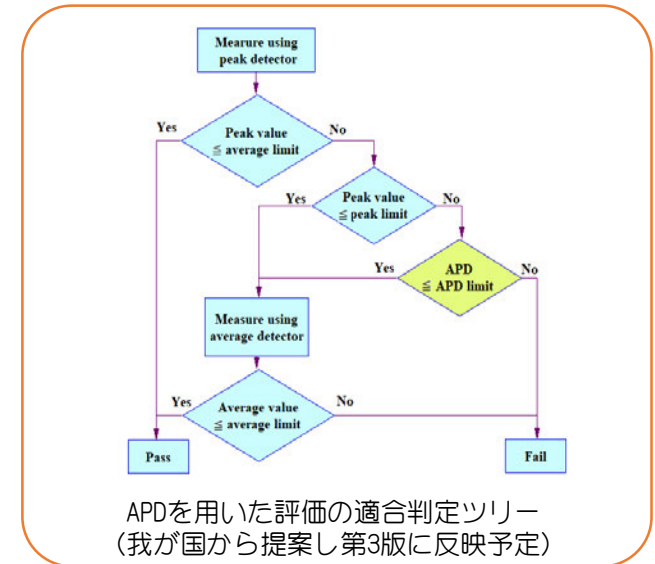 Mearure using
peak detector
Yes
Peak value
≦ average limit
No
Yes
Peak value
≦ peak limit
No
Yes
APD
≦ APD limit
No
Measure using
average detector
Yes
Average value
≦ average limit
No
Pass
Fail
APDを用いた評価の適合判定ツリー
(我が国から提案し第3版に反映予定)